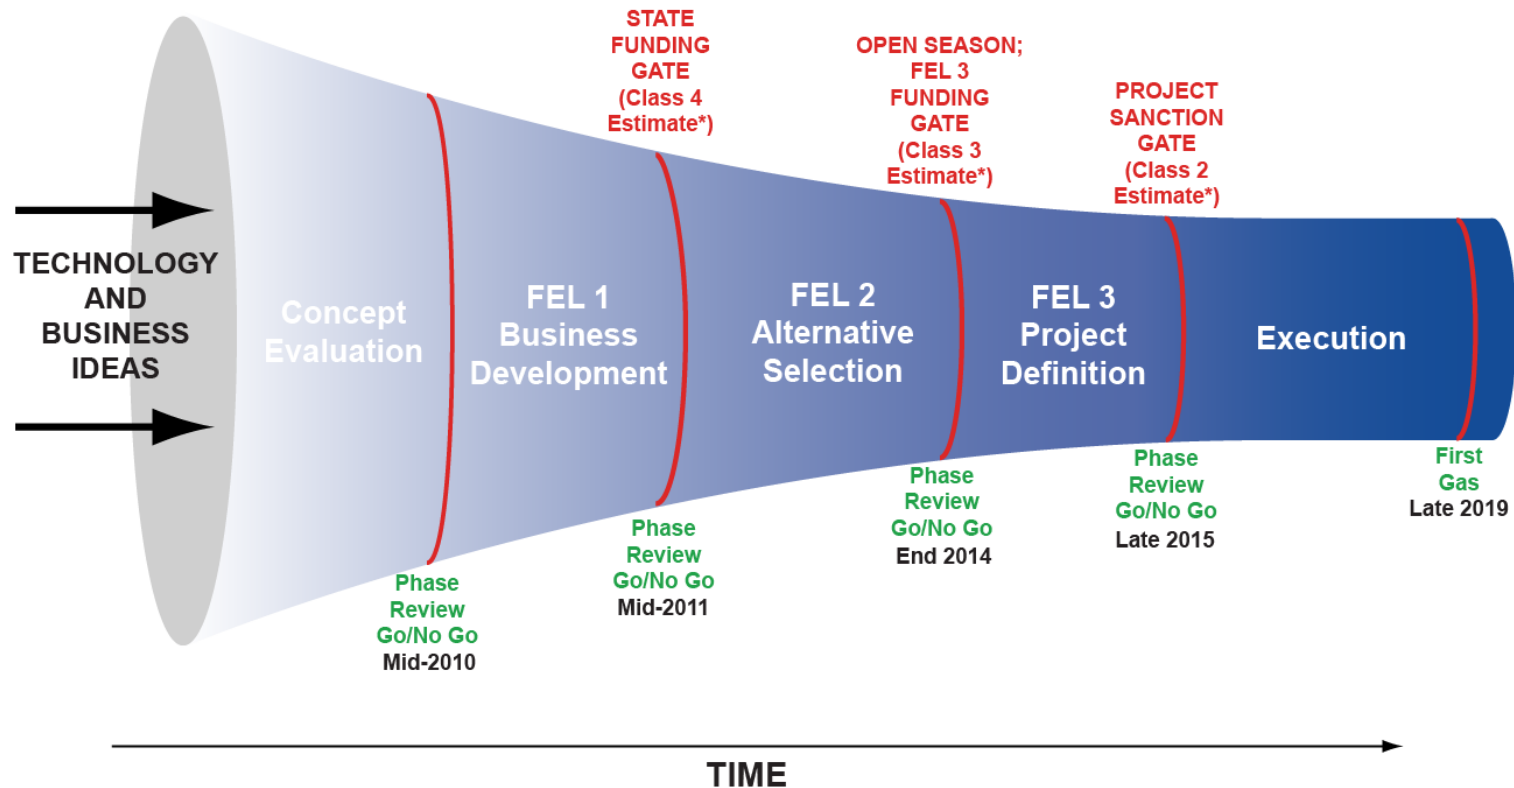 TECHNOLOGY
AND
BUSINESS
IDEAS
Concept
Evaluation
FEL 1
Business
Development
FEL 2
Alternative
Selection
FEL 3
Project
Definition
Execution
STATE
FUNDING
GATE
(Class 4
Estimate*)
OPEN SEASON;
FEL 3
FUNDING
GATE
(Class 3
Estimate*)
PROJECT
SANCTION
GATE
(Class 2
Estimate*)
Phase
Review
Go/No Go
Mid-2010
Phase
Review
Go/No Go
Mid-2011
Phase
Review
Go/No Go
End 2014
Phase
Review
Go/No Go
Late 2015
First
Gas
Late 2019
TIME